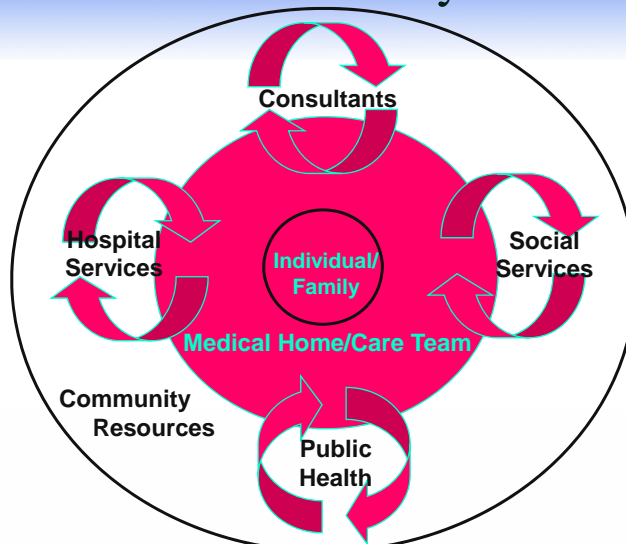 Consultants
Hospital
Services
Individual/
Family
Social
Services
Medical Home/Care Team
Community
Resources
Public
Health